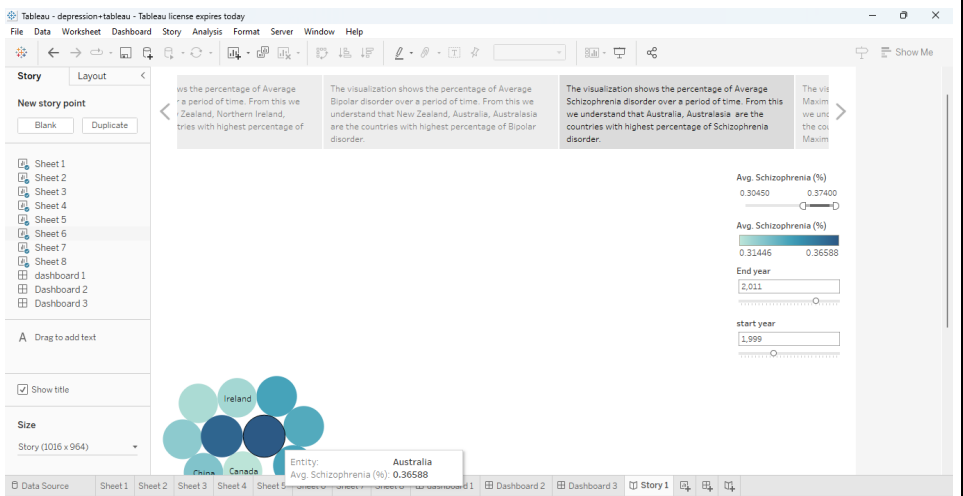 Tableau - depression+tableau - Tableau license expires today
File Data Worksheet Dashboard Story Analysis Format Server Window Help
Show Me
Story Layout
New story point
Blank Duplicate
Sheet 1
Sheet 2
Sheet 3
Sheet 4
Sheet 5
Sheet 6
Sheet 7
Sheet 8
dashboard 1
Dashboard 2
Dashboard 3
A Drag to add text
Show title
Size
Story (1016 x 964)
ws the percentage of Average
r a period of time. From this we
Zealand, Northern Ireland,
tries with highest percentage of
The visualization shows the percentage of Average
Bipolar disorder over a period of time. From this we
understand that New Zealand, Australia, Australasia
are the countries with highest percentage of Bipolar
disorder.
The visualization shows the percentage of Average
Schizophrenia disorder over a period of time. From this
we understand that Australia, Australasia are the
countries with highest percentage of Schizophrenia
disorder.
The vis
Maxim
we und
the cou
Maxim
Avg. Schizophrenia (%)
0.30450 0.37400
Avg. Schizophrenia (%)
0.31446 0.36588
End year
2,011
start year
1,999
Ireland
China Canada
Entity: Australia
Avg. Schizophrenia (%): 0.36588
Data Source Sheet 1 Sheet 2 Sheet 3 Sheet 4 Sheet 5 Sheet 6 Sheet 7 Sheet 8 dashboard 1 Dashboard 2 Dashboard 3 Story 1